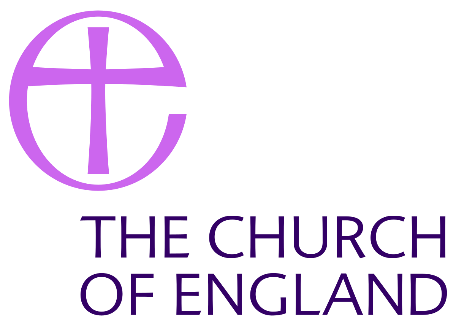 THE CHURCH
OF ENGLAND